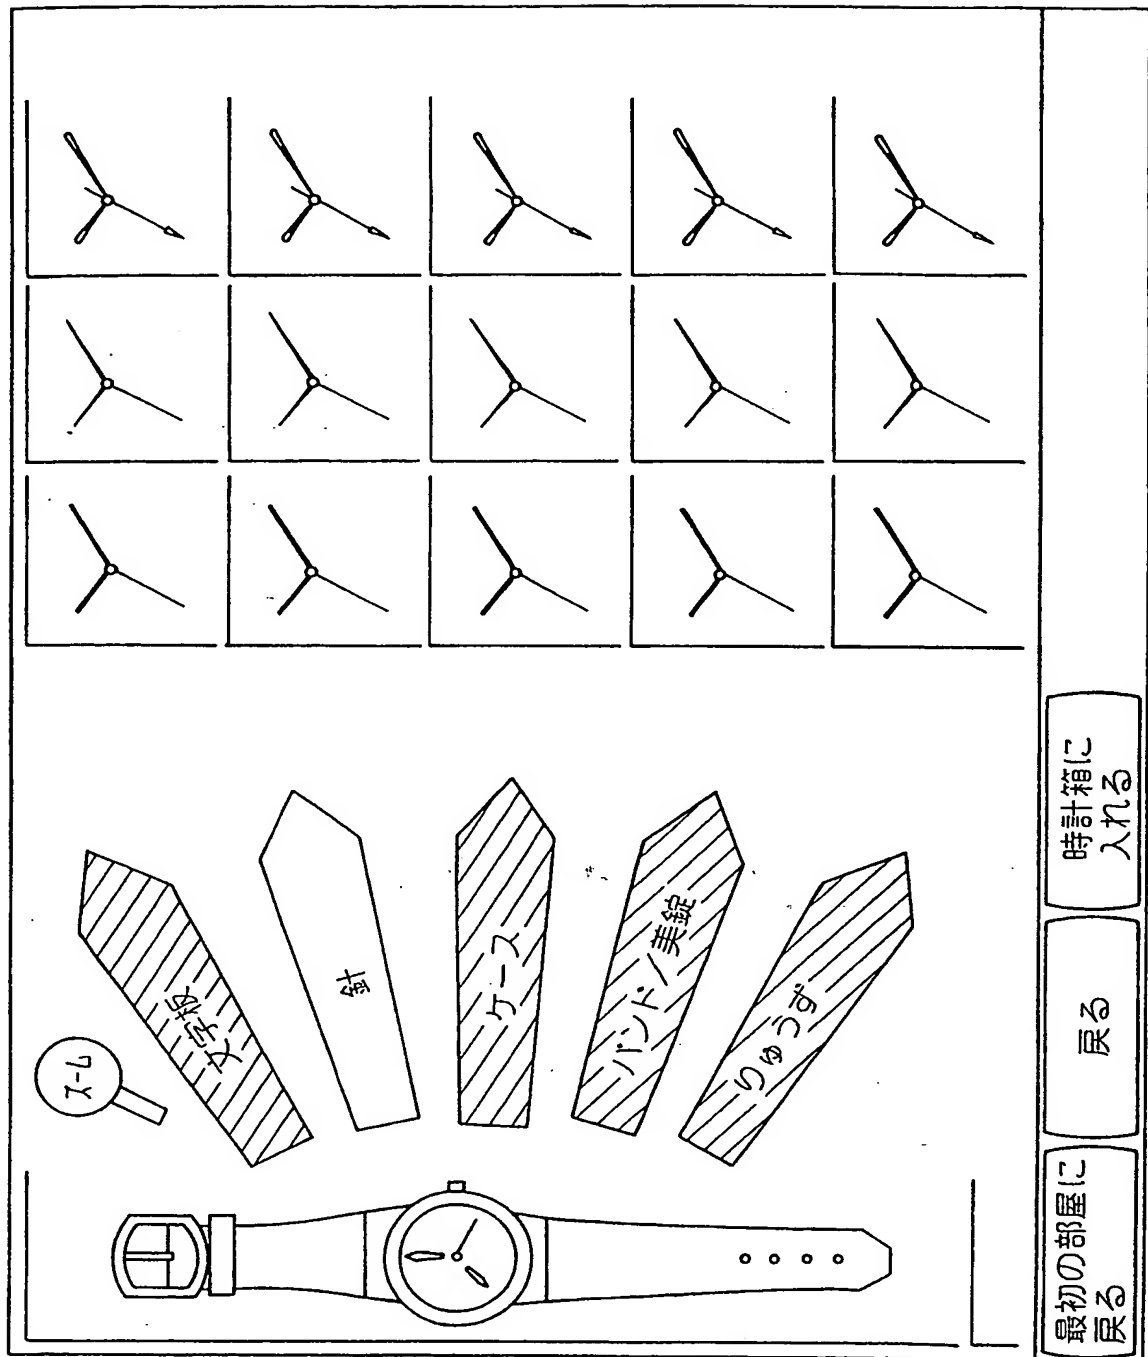 ズーム
文字板
針
ケース
バンド/美錠
りゅうず
最初の部屋に
戻る
戻る
時計箱に
入れる